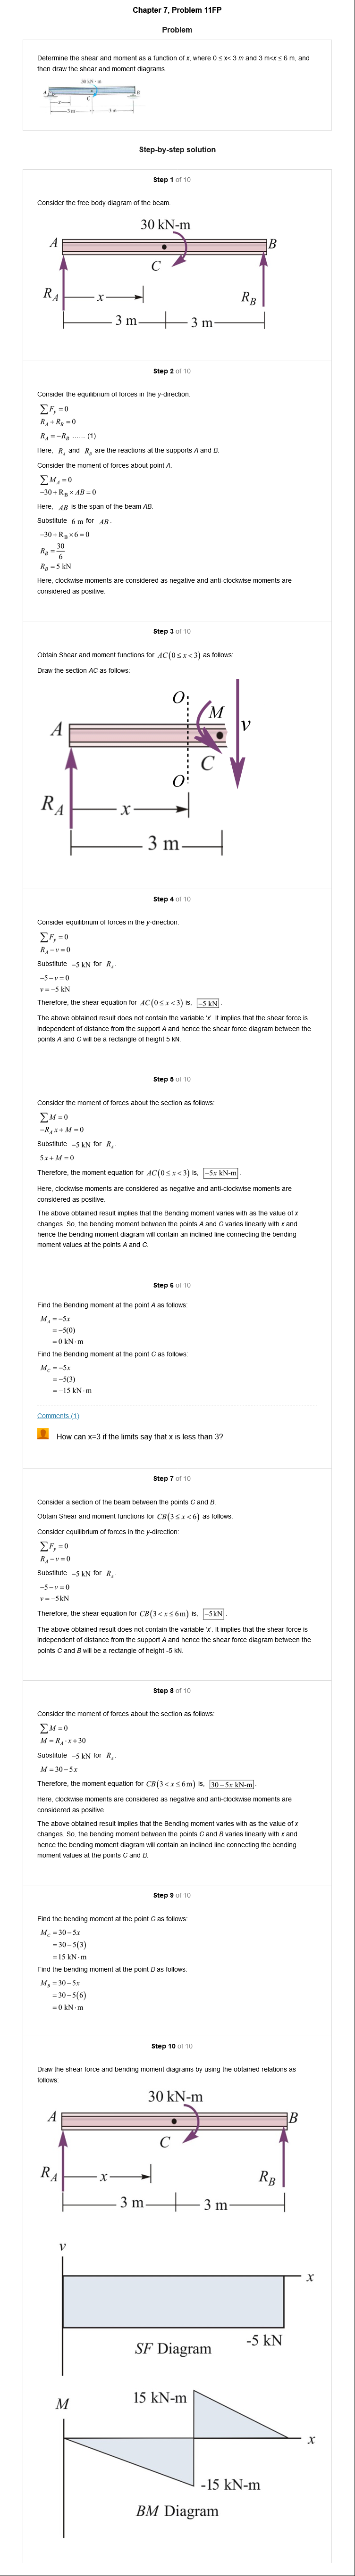 Chapter 7, Problem 11FP
Problem
Determine the shear and moment as a function of x, where 0 ≤ x< 3 m and 3 m<x ≤ 6 m, and
then draw the shear and moment diagrams.
30 kN · m
A
B
C
x
3 m
3 m
Step-by-step solution
Step 1 of 10
Consider the free body diagram of the beam.
30 kN-m
A
B
C
R_A
x
R_B
3 m
3 m
Step 2 of 10
Consider the equilibrium of forces in the y-direction.
∑F_y = 0
R_A + R_B = 0
R_A = −R_B ...... (1)
Here, R_A and R_B are the reactions at the supports A and B.
Consider the moment of forces about point A.
∑M_A = 0
−30 + R_B × AB = 0
Here, AB is the span of the beam AB.
Substitute 6 m for AB.
−30 + R_B × 6 = 0
R_B = 30/6
R_B = 5 kN
Here, clockwise moments are considered as negative and anti-clockwise moments are
considered as positive.
Step 3 of 10
Obtain Shear and moment functions for AC(0 ≤ x < 3) as follows:
Draw the section AC as follows:
O
M
A
v
C
O
R_A
x
3 m
Step 4 of 10
Consider equilibrium of forces in the y-direction:
∑F_y = 0
R_A − v = 0
Substitute −5 kN for R_A.
−5 − v = 0
v = −5 kN
Therefore, the shear equation for AC(0 ≤ x < 3) is, −5 kN.
The above obtained result does not contain the variable 'x'. It implies that the shear force is
independent of distance from the support A and hence the shear force diagram between the
points A and C will be a rectangle of height 5 kN.
Step 5 of 10
Consider the moment of forces about the section as follows:
∑M = 0
−R_A x + M = 0
Substitute −5 kN for R_A.
5x + M = 0
Therefore, the moment equation for AC(0 ≤ x < 3) is, −5x kN-m.
Here, clockwise moments are considered as negative and anti-clockwise moments are
considered as positive.
The above obtained result implies that the Bending moment varies with as the value of x
changes. So, the bending moment between the points A and C varies linearly with x and
hence the bending moment diagram will contain an inclined line connecting the bending
moment values at the points A and C.
Step 6 of 10
Find the Bending moment at the point A as follows:
M_A = −5x
= −5(0)
= 0 kN · m
Find the Bending moment at the point C as follows:
M_C = −5x
= −5(3)
= −15 kN · m
Comments (1)
How can x=3 if the limits say that x is less than 3?
Step 7 of 10
Consider a section of the beam between the points C and B.
Obtain Shear and moment functions for CB(3 ≤ x < 6) as follows:
Consider equilibrium of forces in the y-direction:
∑F_y = 0
R_A − v = 0
Substitute −5 kN for R_A.
−5 − v = 0
v = −5kN
Therefore, the shear equation for CB(3 < x ≤ 6m) is, −5kN.
The above obtained result does not contain the variable 'x'. It implies that the shear force is
independent of distance from the support A and hence the shear force diagram between the
points C and B will be a rectangle of height -5 kN.
Step 8 of 10
Consider the moment of forces about the section as follows:
∑M = 0
M = R_A · x + 30
Substitute −5 kN for R_A.
M = 30 − 5x
Therefore, the moment equation for CB(3 < x ≤ 6m) is, 30 − 5x kN-m.
Here, clockwise moments are considered as negative and anti-clockwise moments are
considered as positive.
The above obtained result implies that the Bending moment varies with as the value of x
changes. So, the bending moment between the points C and B varies linearly with x and
hence the bending moment diagram will contain an inclined line connecting the bending
moment values at the points C and B.
Step 9 of 10
Find the bending moment at the point C as follows:
M_C = 30 − 5x
= 30 − 5(3)
= 15 kN · m
Find the bending moment at the point B as follows:
M_B = 30 − 5x
= 30 − 5(6)
= 0 kN · m
Step 10 of 10
Draw the shear force and bending moment diagrams by using the obtained relations as
follows:
30 kN-m
A
B
C
R_A
x
R_B
3 m
3 m
v
x
-5 kN
SF Diagram
15 kN-m
M
x
-15 kN-m
BM Diagram